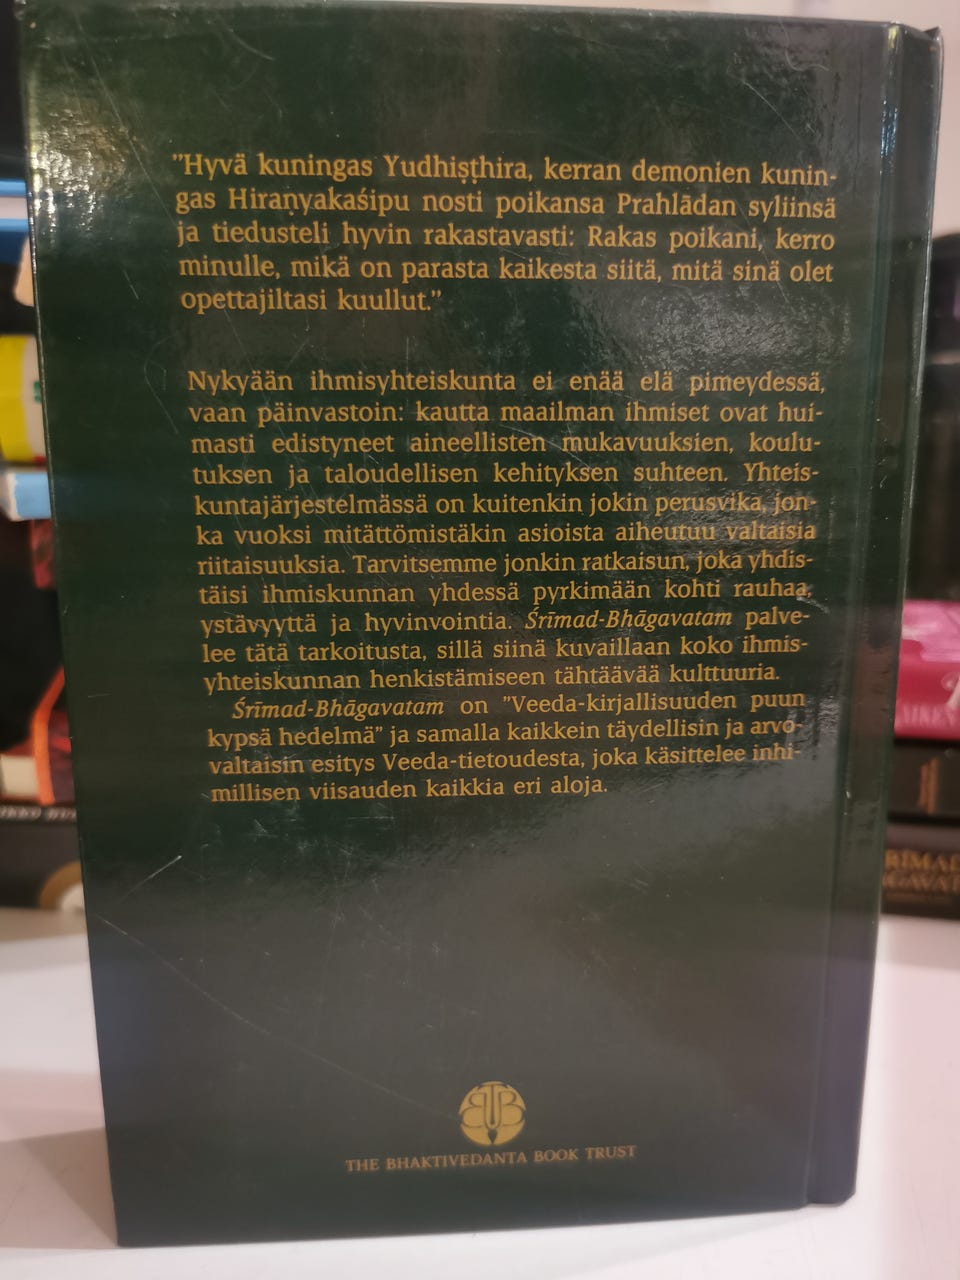 ”Hyvä kuningas Yudhiṣṭhira, kerran demonien kunin-
gas Hiraṇyakaśipu nosti poikansa Prahlādan syliinsä
ja tiedusteli hyvin rakastavasti: Rakas poikani, kerro
minulle, mikä on parasta kaikesta siitä, mitä sinä olet
opettajiltasi kuullut.”
Nykyään ihmisyhteiskunta ei enää elä pimeydessä,
vaan päinvastoin: kautta maailman ihmiset ovat hui-
masti edistyneet aineellisten mukavuuksien, koulu-
tuksen ja taloudellisen kehityksen suhteen. Yhteis-
kuntajärjestelmässä on kuitenkin jokin perusvika, jon-
ka vuoksi mitättömistäkin asioista aiheutuu valtaisia
riitaisuuksia. Tarvitsemme jonkin ratkaisun, joka yhdis-
täisi ihmiskunnan yhdessä pyrkimään kohti rauhaa,
ystävyyttä ja hyvinvointia. Śrīmad-Bhāgavatam palve-
lee tätä tarkoitusta, sillä siinä kuvaillaan koko ihmis-
yhteiskunnan henkistämiseen tähtäävää kulttuuria.
Śrīmad-Bhāgavatam on ”Veeda-kirjallisuuden puun
kypsä hedelmä” ja samalla kaikkein täydellisin ja arvo-
valtaisin esitys Veeda-tietoudesta, joka käsittelee inhi-
millisen viisauden kaikkia eri aloja.
BTB
THE BHAKTIVEDANTA BOOK TRUST